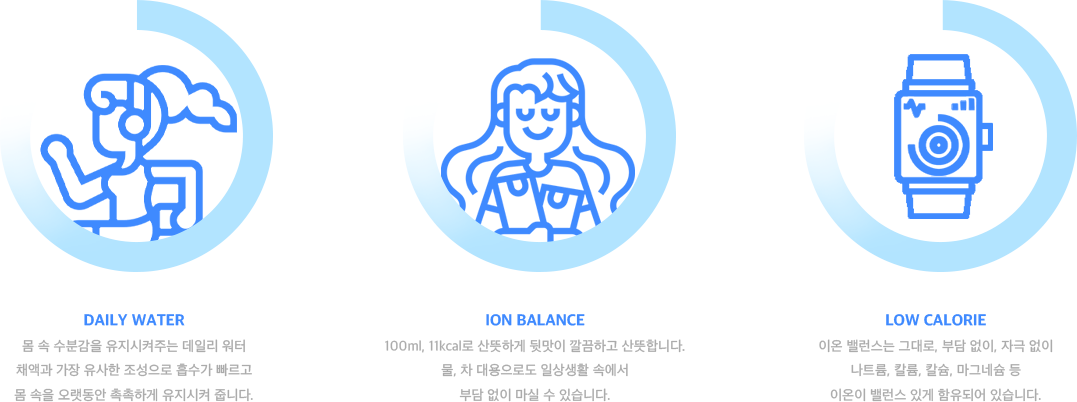 DAILY WATER
몸 속 수분감을 유지시켜주는 데일리 워터
채액과 가장 유사한 조성으로 흡수가 빠르고
몸 속을 오랫동안 촉촉하게 유지시켜 줍니다.
ION BALANCE
100ml, 11kcal로 산뜻하게 뒷맛이 깔끔하고 산뜻합니다.
물, 차 대용으로도 일상생활 속에서
부담 없이 마실 수 있습니다.
LOW CALORIE
이온 밸런스는 그대로, 부담 없이, 자극 없이
나트륨, 칼륨, 칼슘, 마그네슘 등
이온이 밸런스 있게 함유되어 있습니다.